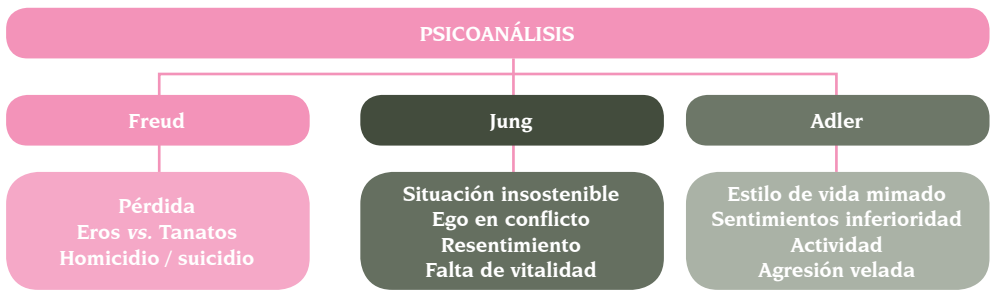 PSICOANÁLISIS
Freud
Pérdida
Eros vs. Tanatos
Homicidio / suicidio
Jung
Situación insostenible
Ego en conflicto
Resentimiento
Falta de vitalidad
Adler
Estilo de vida mimado
Sentimientos inferioridad
Actividad
Agresión velada